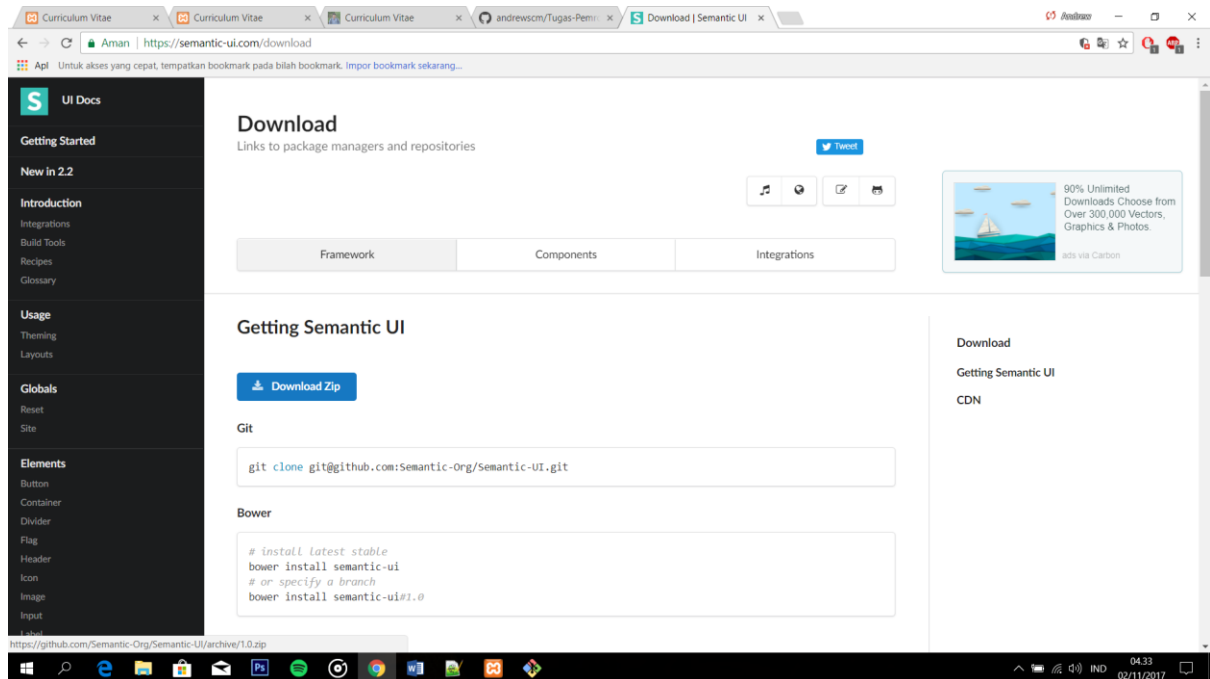 Curriculum Vitae
Curriculum Vitae
Curriculum Vitae
andrewscm/Tugas-Pemr
Download | Semantic UI
Andrews
Aman | https://semantic-ui.com/download
Apl Untuk akses yang cepat, tempatkan bookmark pada bilah bookmark. Impor bookmark sekarang...
UI Docs
Getting Started
New in 2.2
Introduction
Integrations
Build Tools
Recipes
Glossary
Usage
Theming
Layouts
Globals
Reset
Site
Elements
Button
Container
Divider
Flag
Header
Icon
Image
Input
Label
Download
Links to package managers and repositories
Tweet
Framework
Components
Integrations
90% Unlimited
Downloads Choose from
Over 300,000 Vectors,
Graphics & Photos.
ads via Carbon
Getting Semantic UI
Download Zip
Git
git clone git@github.com:Semantic-Org/Semantic-UI.git
Bower
# install latest stable
bower install semantic-ui
# or specify a branch
bower install semantic-ui#1.0
Download
Getting Semantic UI
CDN
https://github.com/Semantic-Org/Semantic-UI/archive/1.0.zip
IND
04.33
02/11/2017